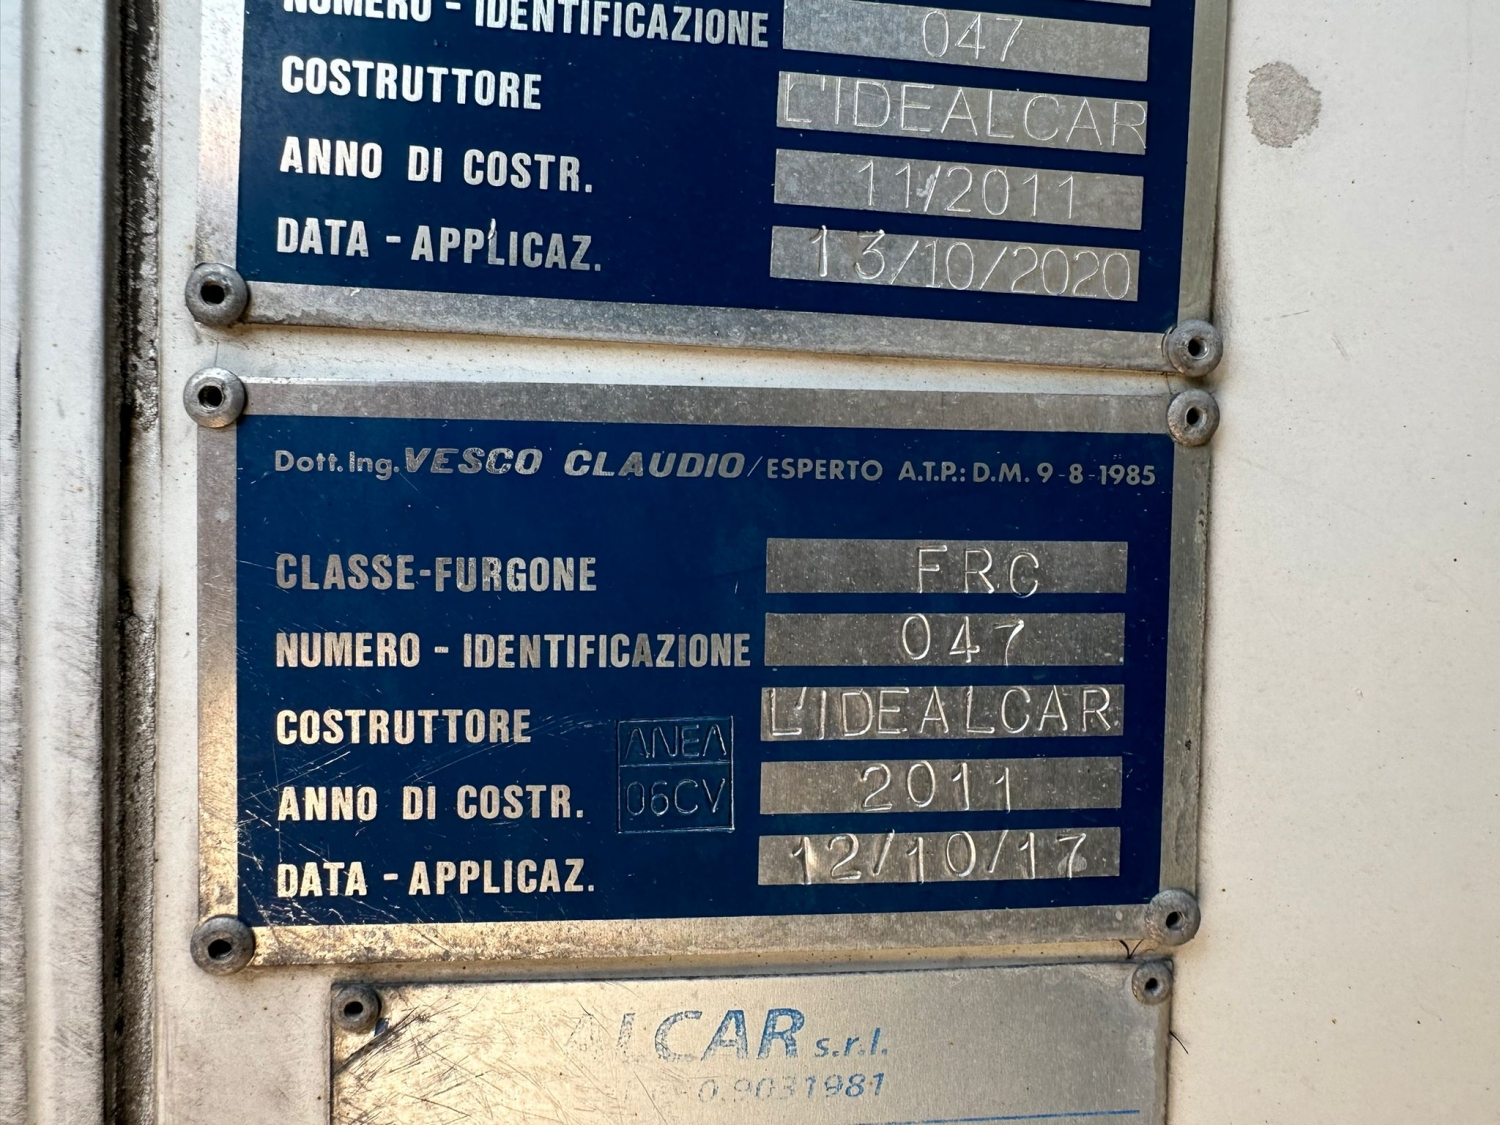 NUMERO - IDENTIFICAZIONE 047
COSTRUTTORE L'IDEALCAR
ANNO DI COSTR. 11/2011
DATA - APPLICAZ. 13/10/2020
Dott. Ing. VESCO CLAUDIO / ESPERTO A.T.P.: D.M. 9-8-1985
CLASSE-FURGONE FRC
NUMERO - IDENTIFICAZIONE 047
COSTRUTTORE L'IDEALCAR
ANEA
ANNO DI COSTR. 06CV 2011
DATA - APPLICAZ. 12/10/17
ALCAR s.r.l.
0.9031981